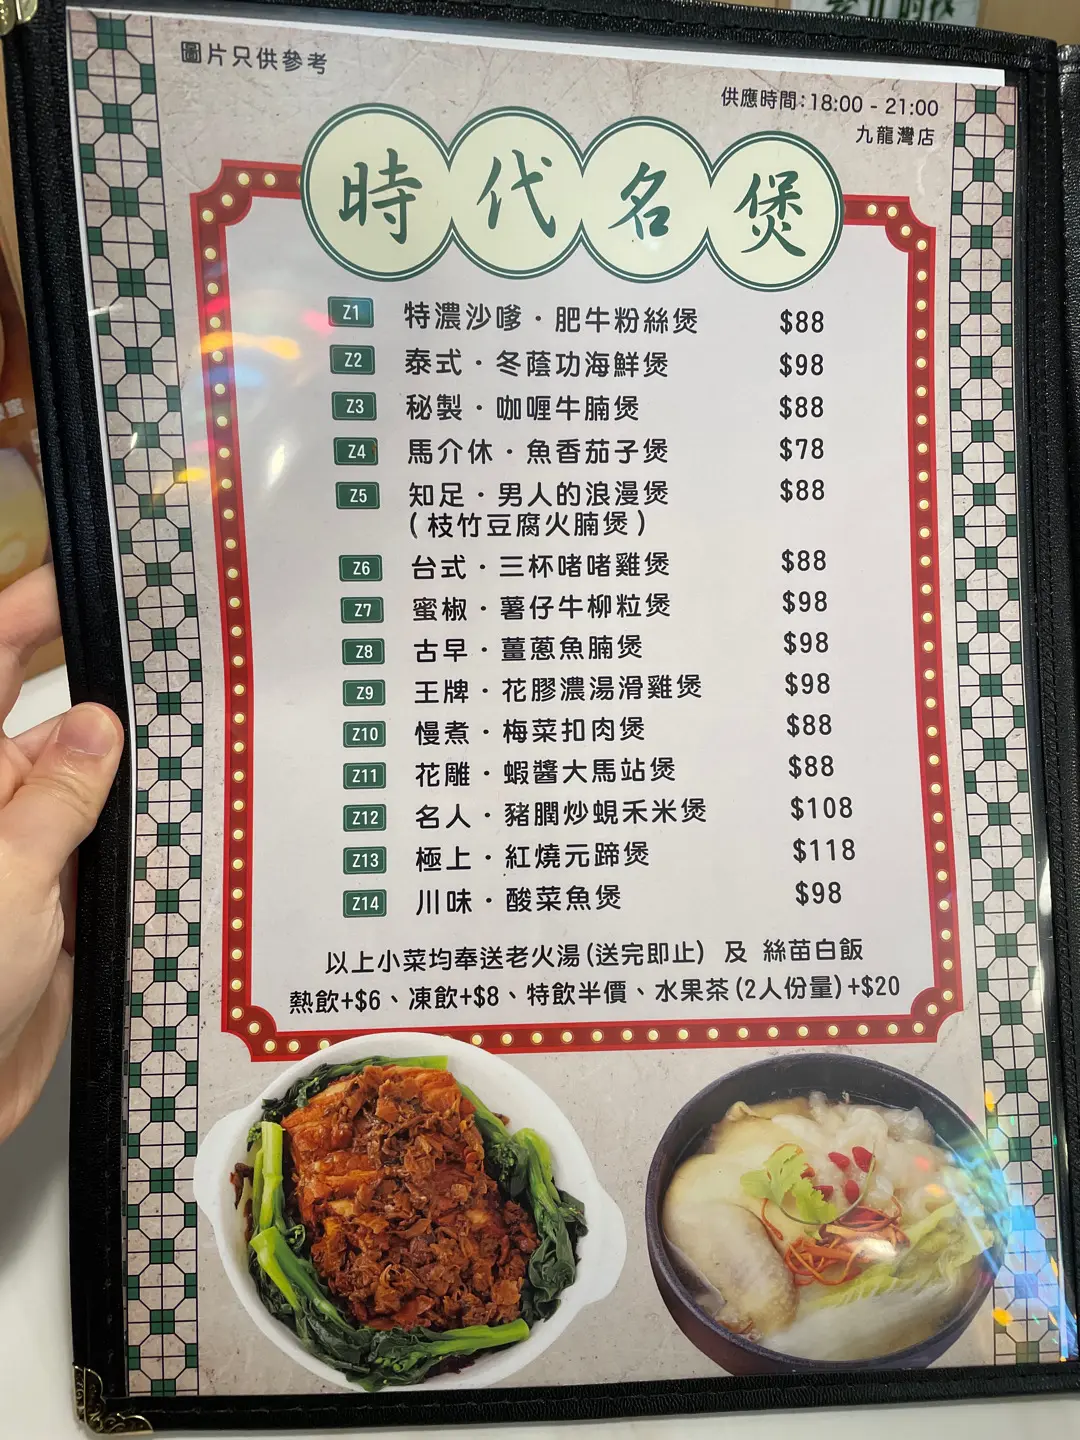 圖片只供參考
供應時間：18:00 - 21:00
九龍灣店
時代名煲
Z1 特濃沙嗲・肥牛粉絲煲 $88
Z2 泰式・冬蔭功海鮮煲 $98
Z3 秘製・咖喱牛腩煲 $88
Z4 馬介休・魚香茄子煲 $78
Z5 知足・男人的浪漫煲 $88
(枝竹豆腐火腩煲)
Z6 台式・三杯啫啫雞煲 $88
Z7 蜜椒・薯仔牛柳粒煲 $98
Z8 古早・薑蔥魚腩煲 $98
Z9 王牌・花膠濃湯滑雞煲 $98
Z10 慢煮・梅菜扣肉煲 $88
Z11 花雕・蝦醬大馬站煲 $88
Z12 名人・豬膶炒蜆禾米煲 $108
Z13 極上・紅燒元蹄煲 $118
Z14 川味・酸菜魚煲 $98
以上小菜均奉送老火湯(送完即止) 及 絲苗白飯
熱飲+$6、凍飲+$8、特飲半價、水果茶(2人份量)+$20